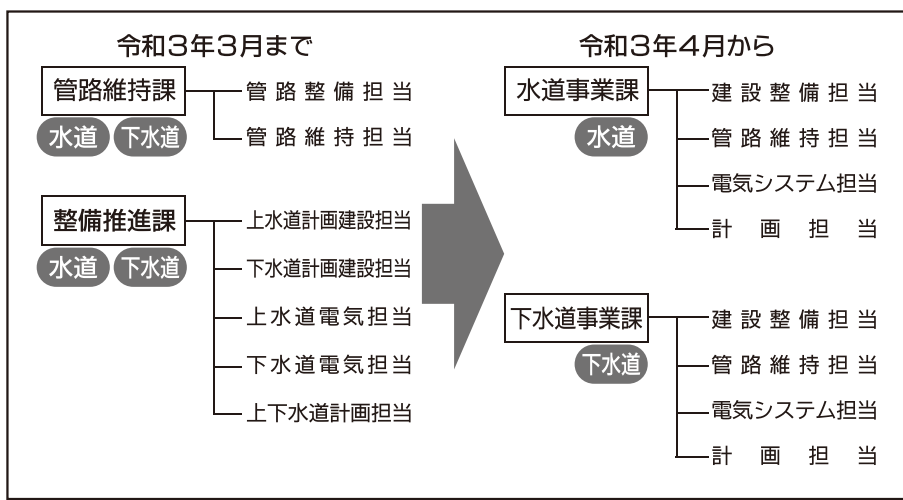 令和3年3月まで
管路維持課
水道 下水道
管路整備担当
管路維持担当
整備推進課
水道 下水道
上水道計画建設担当
下水道計画建設担当
上水道電気担当
下水道電気担当
上下水道計画担当
令和3年4月から
水道事業課
水道
建設整備担当
管路維持担当
電気システム担当
計画担当
下水道事業課
下水道
建設整備担当
管路維持担当
電気システム担当
計画担当